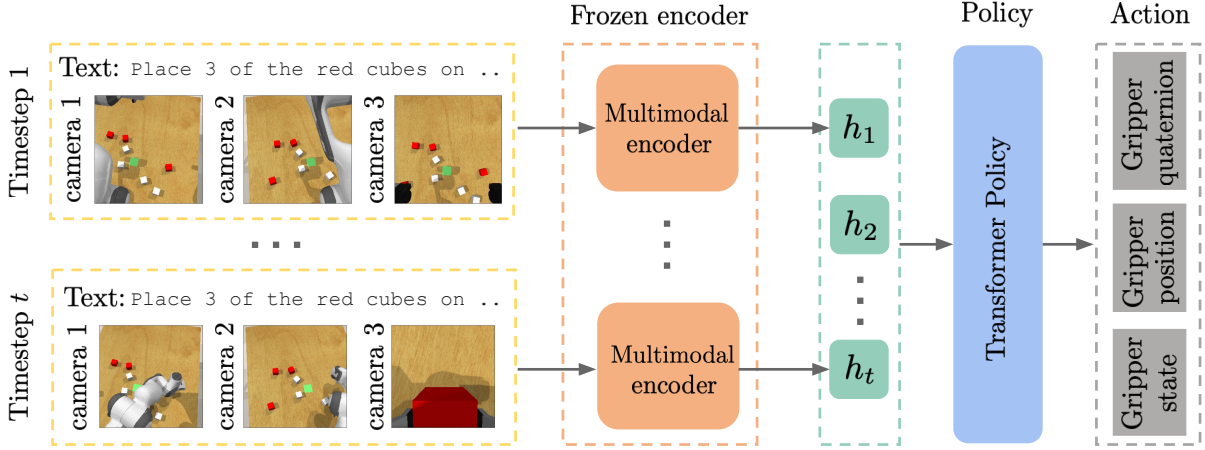 Frozen encoder
Policy
Action
Timestep 1
Text: Place 3 of the red cubes on ..
camera 1
camera 2
camera 3
Multimodal
encoder
h₁
h₂
Transformer Policy
Gripper
quaternion
Gripper
position
Gripper
state
Timestep t
Text: Place 3 of the red cubes on ..
camera 1
camera 2
camera 3
Multimodal
encoder
hₜ